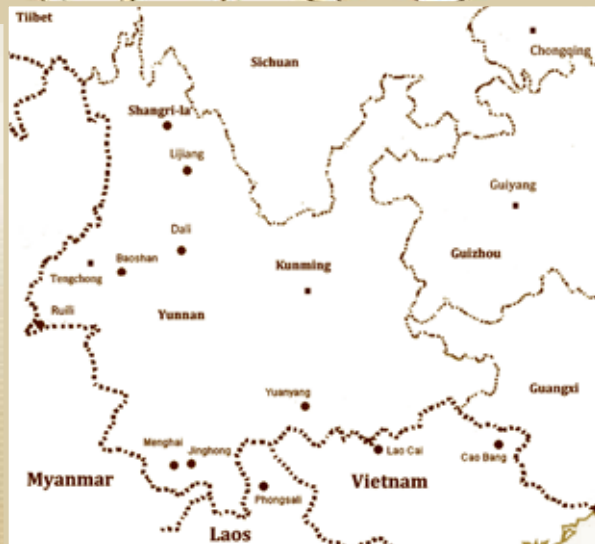 Tiibet
Sichuan
Chongqing
Shangri-la
Lijiang
Guiyang
Dali
Guizhou
Tengchong
Baoshan
Kunming
Ruili
Yunnan
Guangxi
Yuanyang
Menghai
Jinghong
Lao Cai
Cao Bang
Myanmar
Phongsali
Vietnam
Laos